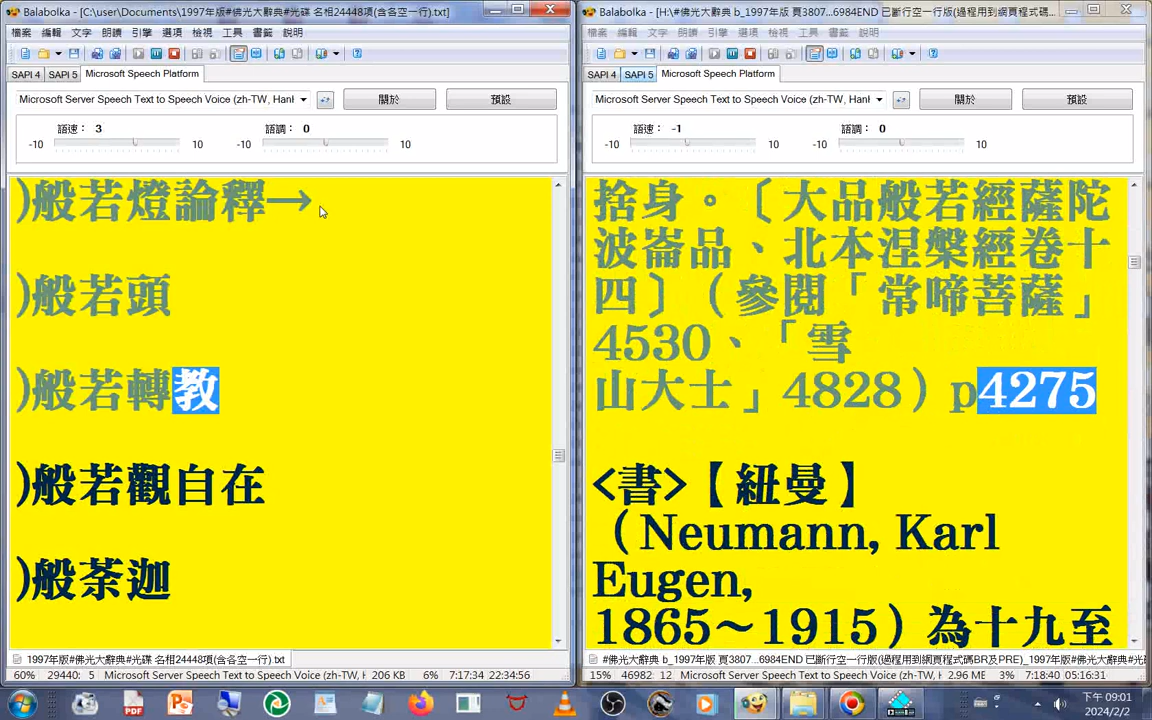 Balabolka - [C:\user\Documents\1997年版#佛光大辭典#光碟 名相24448項(含各空一行).txt]
檔案 編輯 文字 朗讀 引擎 選項 檢視 工具 書籤 說明
SAPI 4 SAPI 5 Microsoft Speech Platform
Microsoft Server Speech Text to Speech Voice (zh-TW, Hanl 關於 預設
語速： 3 語調： 0
-10 10 -10 10
)般若燈論釋→
)般若頭
)般若轉教
)般若觀自在
)般荼迦
1997年版#佛光大辭典#光碟 名相24448項(含各空一行).txt
60% 29440: 5 Microsoft Server Speech Text to Speech Voice (zh-TW, H 206 KB 6% 7:17:34 22:34:56
Balabolka - [H:\#佛光大辭典 b_1997年版 頁3807...6984END 已斷行空一行版(過程用到網頁程式碼
檔案 編輯 文字 朗讀 引擎 選項 檢視 工具 書籤 說明
SAPI 4 SAPI 5 Microsoft Speech Platform
Microsoft Server Speech Text to Speech Voice (zh-TW, Hanl 關於 預設
語速： -1 語調： 0
-10 10 -10 10
捨身。〔大品般若經薩陀
波崙品、北本涅槃經卷十
四〕（參閱「常啼菩薩」
4530、「雪
山大士」4828）p4275
<書>【紐曼】
（Neumann, Karl
Eugen,
1865～1915）為十九至
#佛光大辭典 b_1997年版 頁3807...6984END 已斷行空一行版(過程用到網頁程式碼BR及PRE)_1997年版#光
15% 46982: 12 Microsoft Server Speech Text to Speech Voice (zh-TW, H 2.96 ME 3% 7:18:40 05:16:31
下午 09:01
2024/2/2